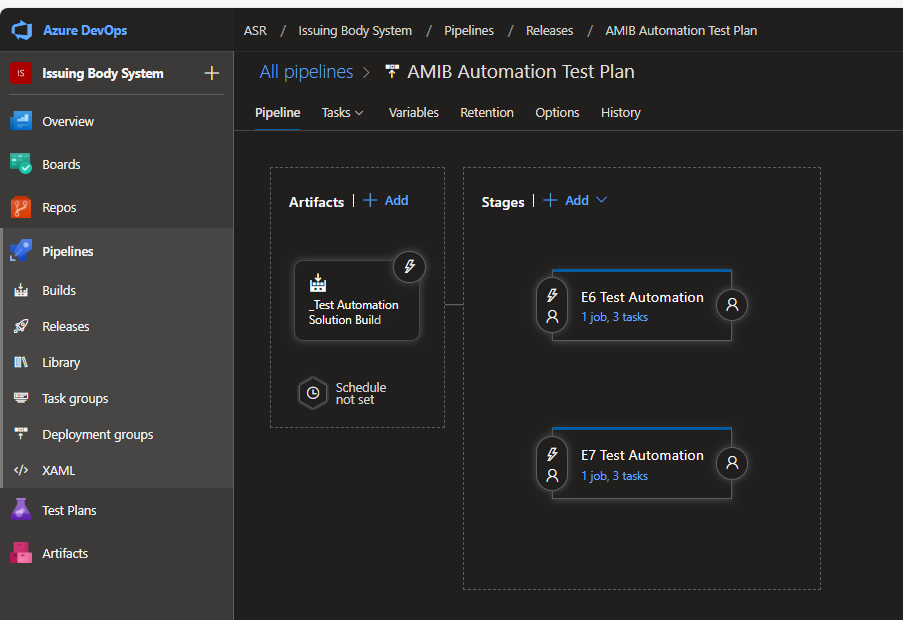 Azure DevOps
ASR / Issuing Body System / Pipelines / Releases / AMIB Automation Test Plan
IS Issuing Body System +
All pipelines > AMIB Automation Test Plan
Pipeline Tasks Variables Retention Options History
Overview
Boards
Repos
Pipelines
Builds
Releases
Library
Task groups
Deployment groups
XAML
Test Plans
Artifacts
Artifacts | + Add
_Test Automation
Solution Build
Schedule
not set
Stages | + Add
E6 Test Automation
1 job, 3 tasks
E7 Test Automation
1 job, 3 tasks